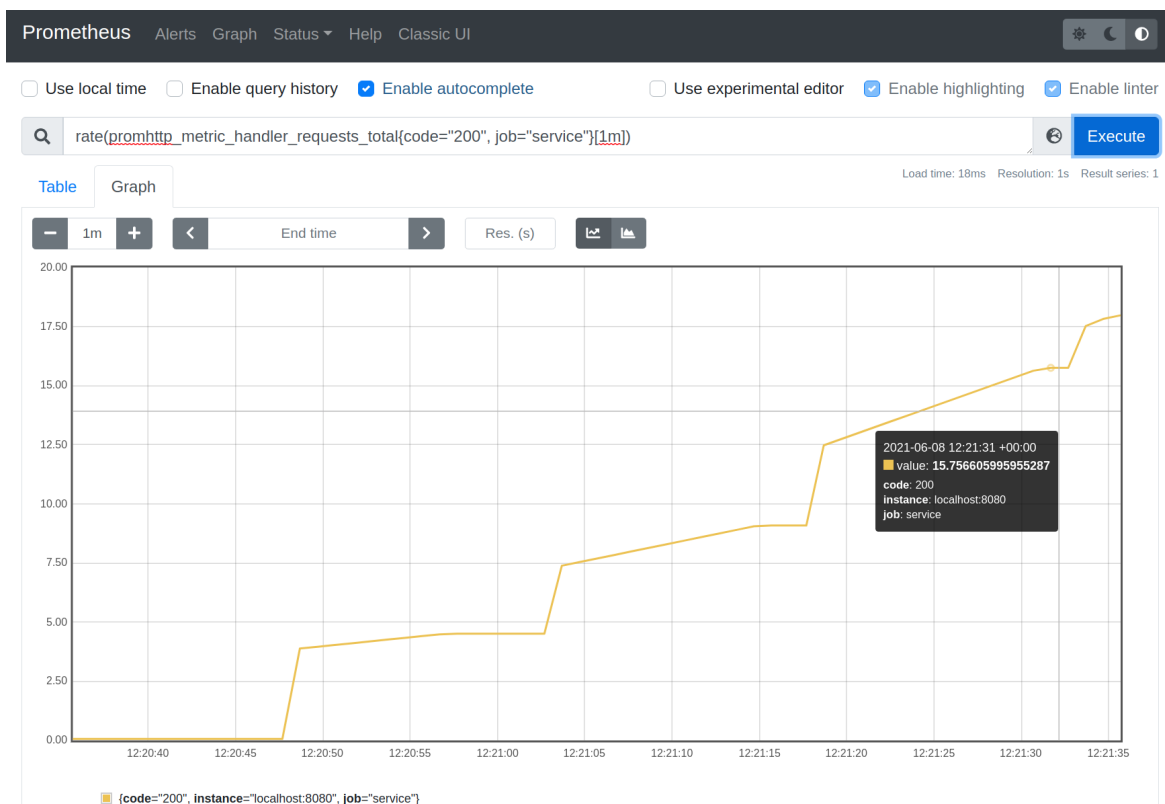 Prometheus Alerts Graph Status Help Classic UI
Use local time Enable query history Enable autocomplete Use experimental editor Enable highlighting Enable linter
rate(promhttp_metric_handler_requests_total{code="200", job="service"}[1m]) Execute
Load time: 18ms Resolution: 1s Result series: 1
Table Graph
1m End time Res. (s)
20.00
17.50
15.00
12.50
10.00
7.50
5.00
2.50
0.00
2021-06-08 12:21:31 +00:00
value: 15.756605995955287
code: 200
instance: localhost:8080
job: service
12:20:40 12:20:45 12:20:50 12:20:55 12:21:00 12:21:05 12:21:10 12:21:15 12:21:20 12:21:25 12:21:30 12:21:35
{code="200", instance="localhost:8080", job="service"}